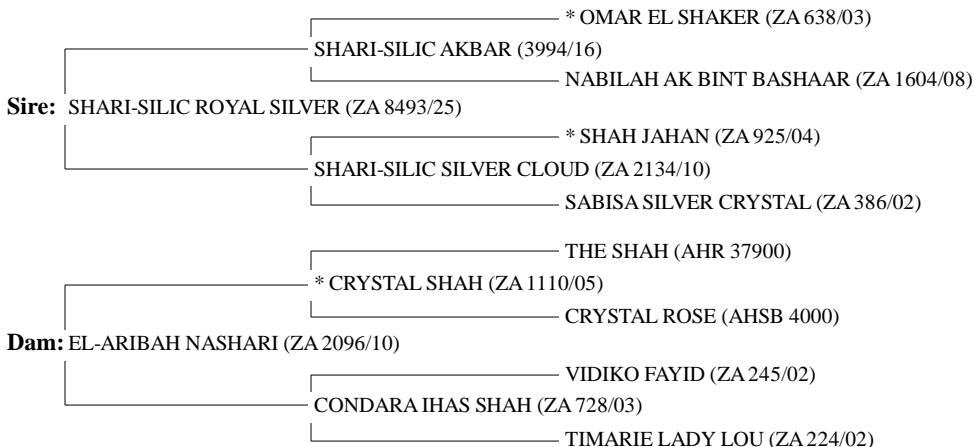 * OMAR EL SHAKER (ZA 638/03)
SHARI-SILIC AKBAR (3994/16)
NABILAH AK BINT BASHAAR (ZA 1604/08)
Sire: SHARI-SILIC ROYAL SILVER (ZA 8493/25)
* SHAH JAHAN (ZA 925/04)
SHARI-SILIC SILVER CLOUD (ZA 2134/10)
SABISA SILVER CRYSTAL (ZA 386/02)
THE SHAH (AHR 37900)
* CRYSTAL SHAH (ZA 1110/05)
CRYSTAL ROSE (AHSB 4000)
Dam: EL-ARIBAH NASHARI (ZA 2096/10)
VIDIKO FAYID (ZA 245/02)
CONDARA IHAS SHAH (ZA 728/03)
TIMARIE LADY LOU (ZA 224/02)